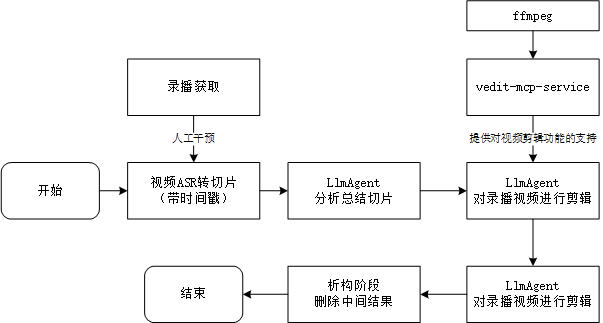 ffmpeg
录播获取
vedit-mcp-service
人工干预
提供对视频剪辑功能的支持
开始
视频ASR转切片
（带时间戳）
LlmAgent
分析总结切片
LlmAgent
对录播视频进行剪辑
结束
析构阶段
删除中间结果
LlmAgent
对录播视频进行剪辑